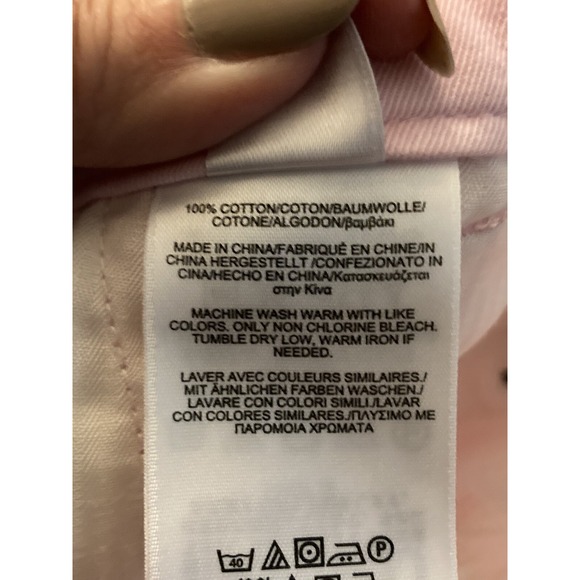 100% COTTON/COTON/BAUMWOLLE/
COTONE/ALGODON/βαμβάκι
MADE IN CHINA/FABRIQUÉ EN CHINE/IN
CHINA HERGESTELLT /CONFEZIONATO IN
CINA/HECHO EN CHINA/Κατασκευάζεται
στην Κίνα
MACHINE WASH WARM WITH LIKE
COLORS. ONLY NON CHLORINE BLEACH.
TUMBLE DRY LOW, WARM IRON IF
NEEDED.
LAVER AVEC COULEURS SIMILAIRES./
MIT ÄHNLICHEN FARBEN WASCHEN./
LAVARE CON COLORI SIMILI./LAVAR
CON COLORES SIMILARES./ΠΛΥΣΙΜΟ ΜΕ
ΠΑΡΟΜΟΙΑ ΧΡΩΜΑΤΑ
40 P